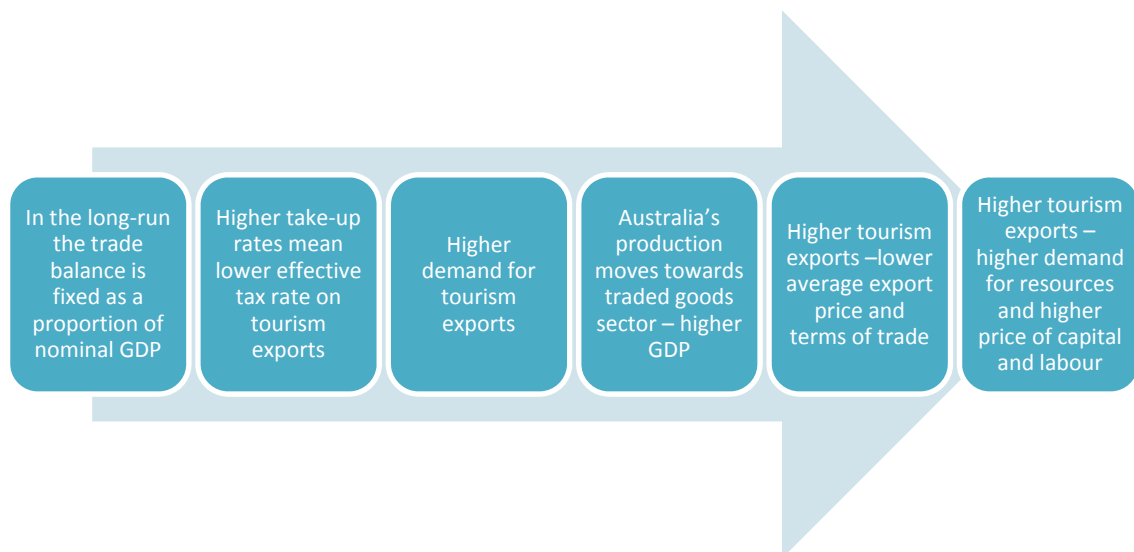 In the long-run
the trade
balance is
fixed as a
proportion of
nominal GDP
Higher take-up
rates mean
lower effective
tax rate on
tourism
exports
Higher
demand for
tourism
exports
Australia’s
production
moves towards
traded goods
sector – higher
GDP
Higher tourism
exports –lower
average export
price and
terms of trade
Higher tourism
exports –
higher demand
for resources
and higher
price of capital
and labour